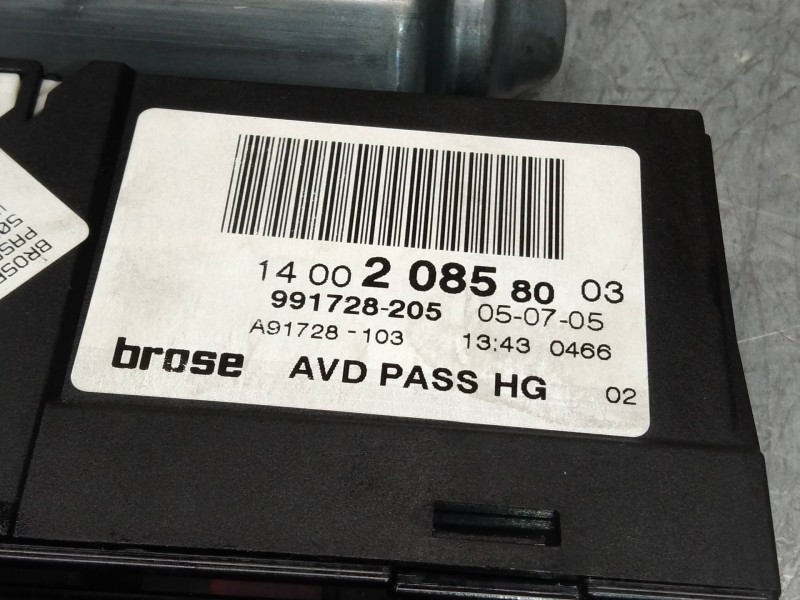 14 00 2 085 80 03
991728-205 05-07-05
A91728-103 13:43 0466
brose AVD PASS HG 02
BROSE